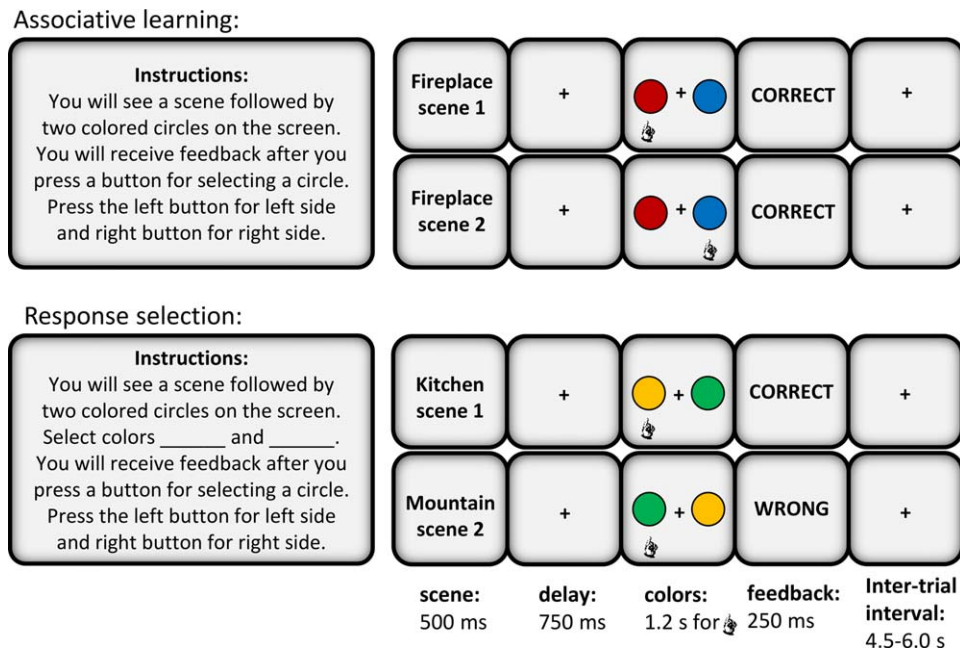 Associative learning:
Instructions:
You will see a scene followed by
two colored circles on the screen.
You will receive feedback after you
press a button for selecting a circle.
Press the left button for left side
and right button for right side.
Fireplace
scene 1
+
+
CORRECT
+
Fireplace
scene 2
+
+
CORRECT
+
Response selection:
Instructions:
You will see a scene followed by
two colored circles on the screen.
Select colors ______ and ______.
You will receive feedback after you
press a button for selecting a circle.
Press the left button for left side
and right button for right side.
Kitchen
scene 1
+
+
CORRECT
+
Mountain
scene 2
+
+
WRONG
+
scene:
500 ms
delay:
750 ms
colors:
1.2 s for
feedback:
250 ms
Inter-trial
interval:
4.5-6.0 s